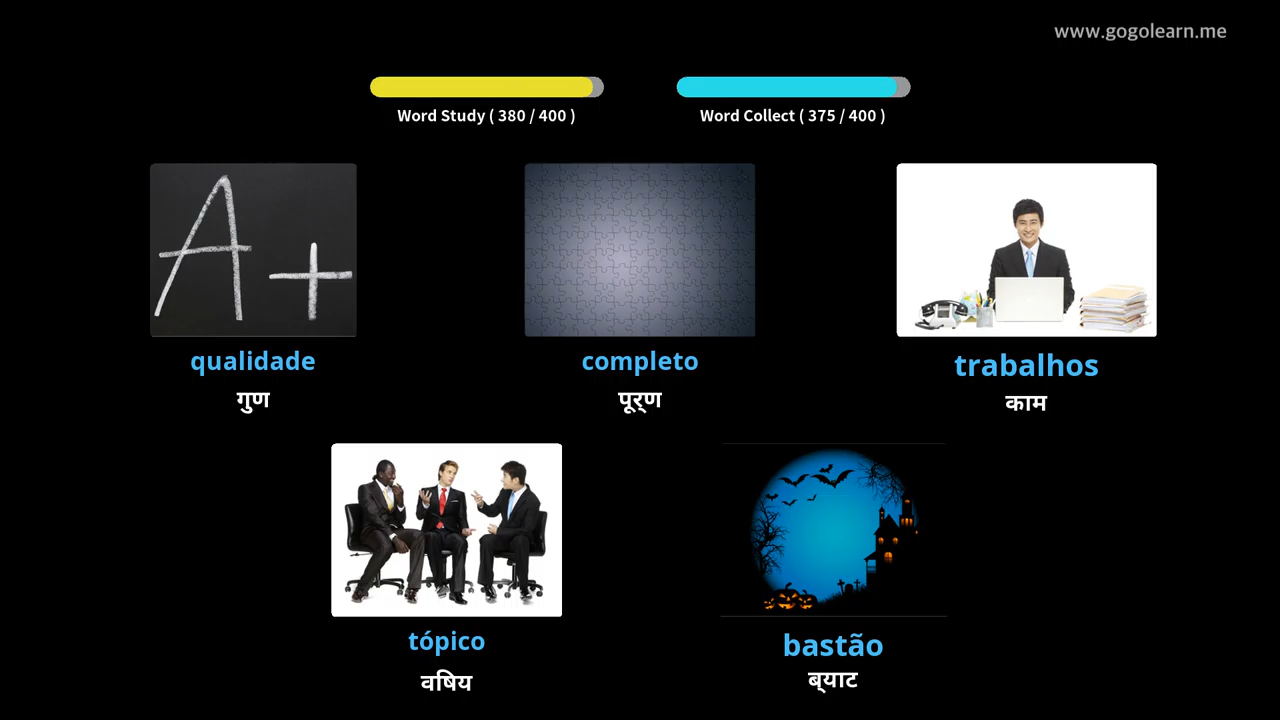 www.gogolearn.me
Word Study ( 380 / 400 )
Word Collect ( 375 / 400 )
A+
qualidade
गुण
completo
पूर्ण
trabalhos
काम
tópico
विषय
bastão
ब्याट